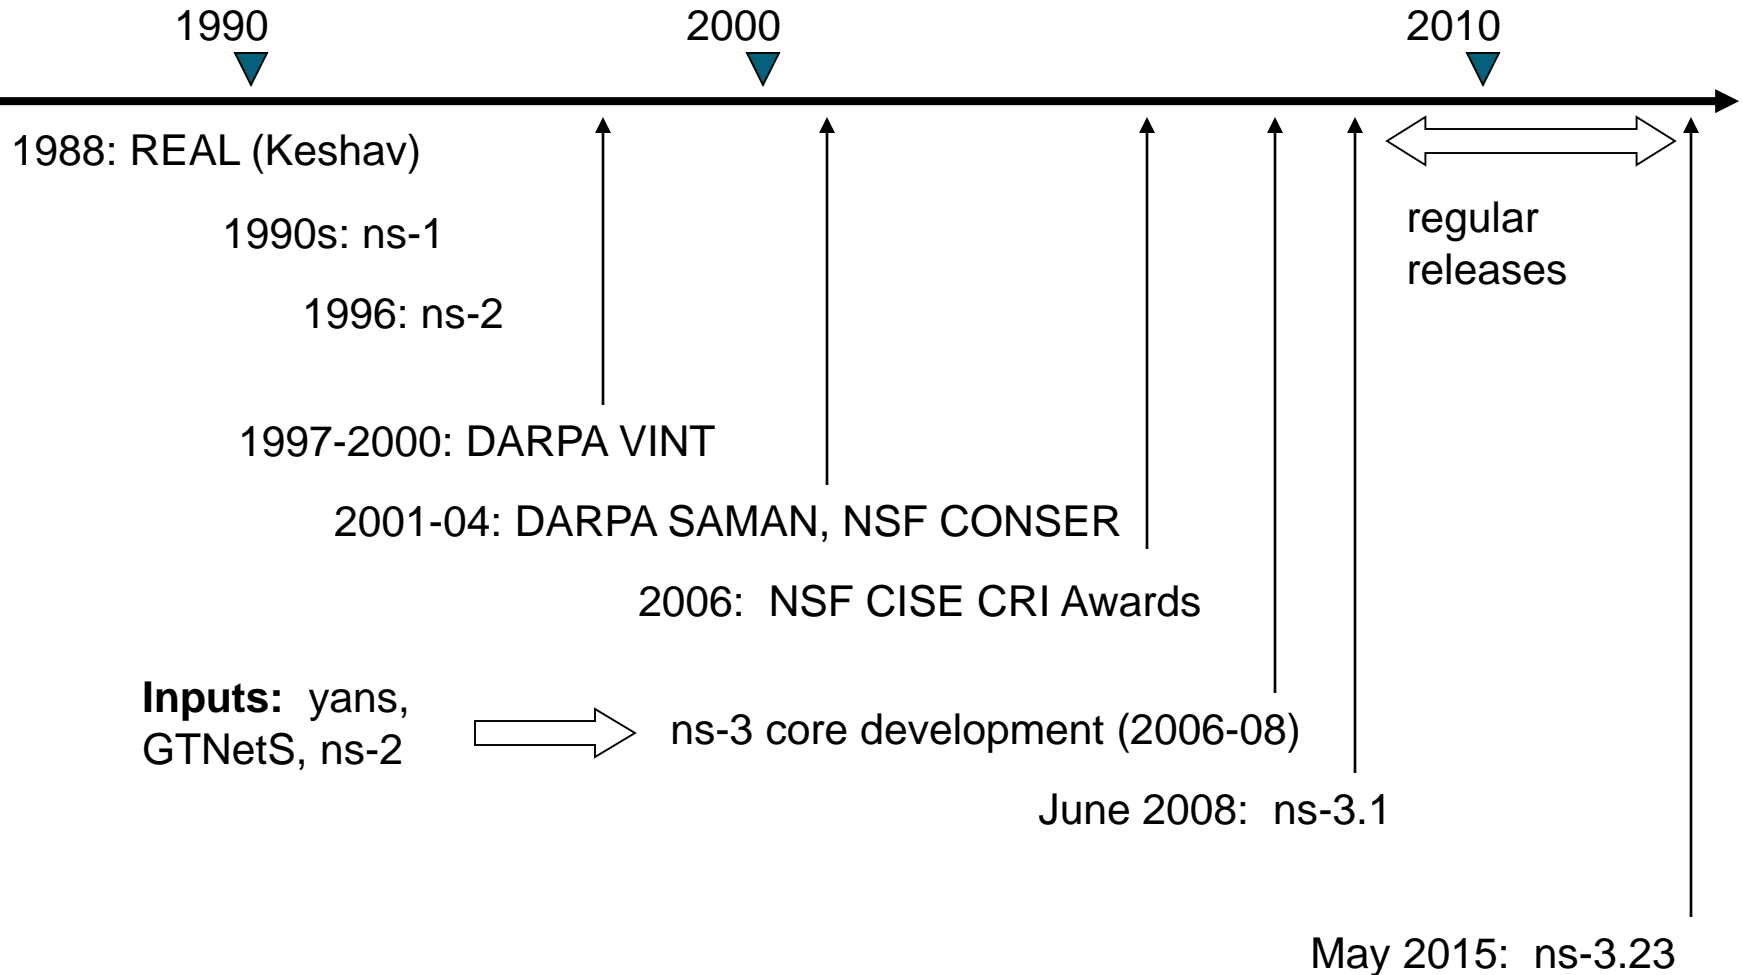 1990
2000
2010
1988: REAL (Keshav)
1990s: ns-1
1996: ns-2
regular
releases
1997-2000: DARPA VINT
2001-04: DARPA SAMAN, NSF CONSER
2006: NSF CISE CRI Awards
Inputs: yans,
GTNetS, ns-2
ns-3 core development (2006-08)
June 2008: ns-3.1
May 2015: ns-3.23